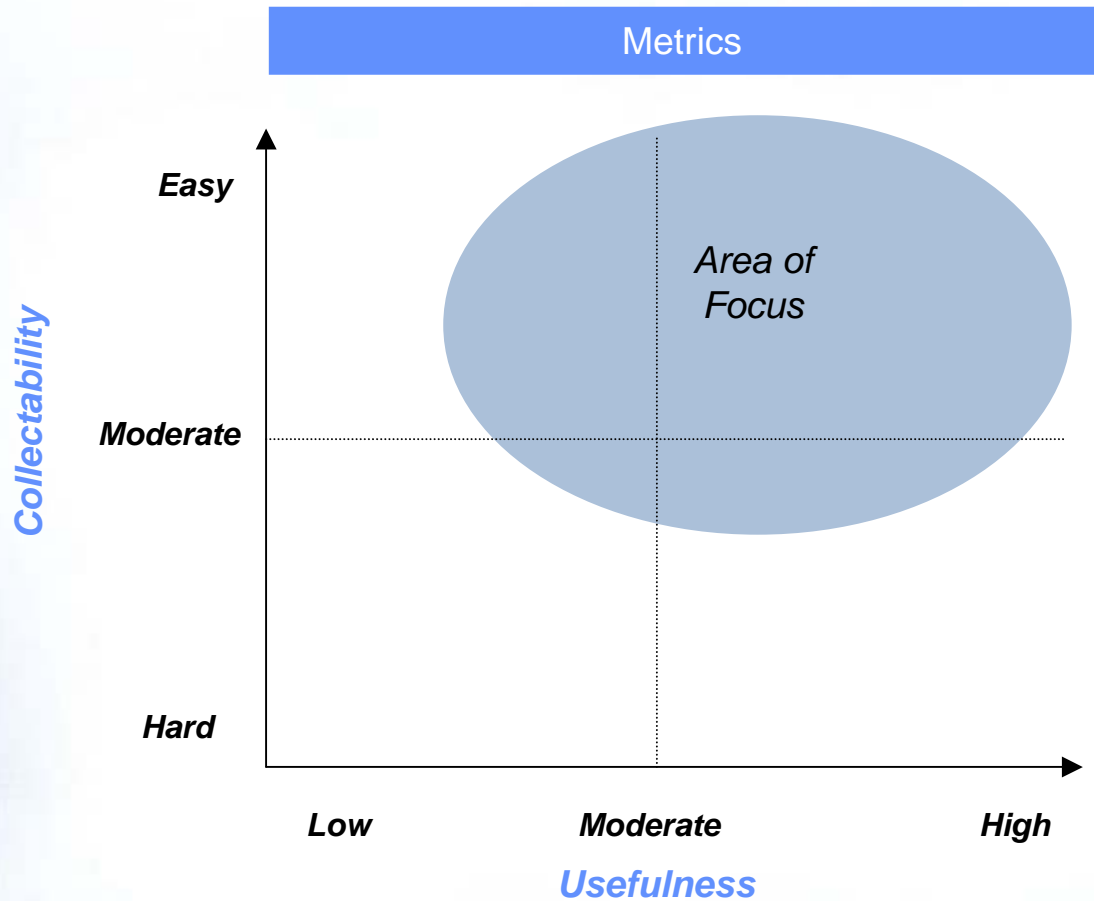 Metrics
Easy
Area of
Focus
Collectability
Moderate
Hard
Low
Moderate
High
Usefulness